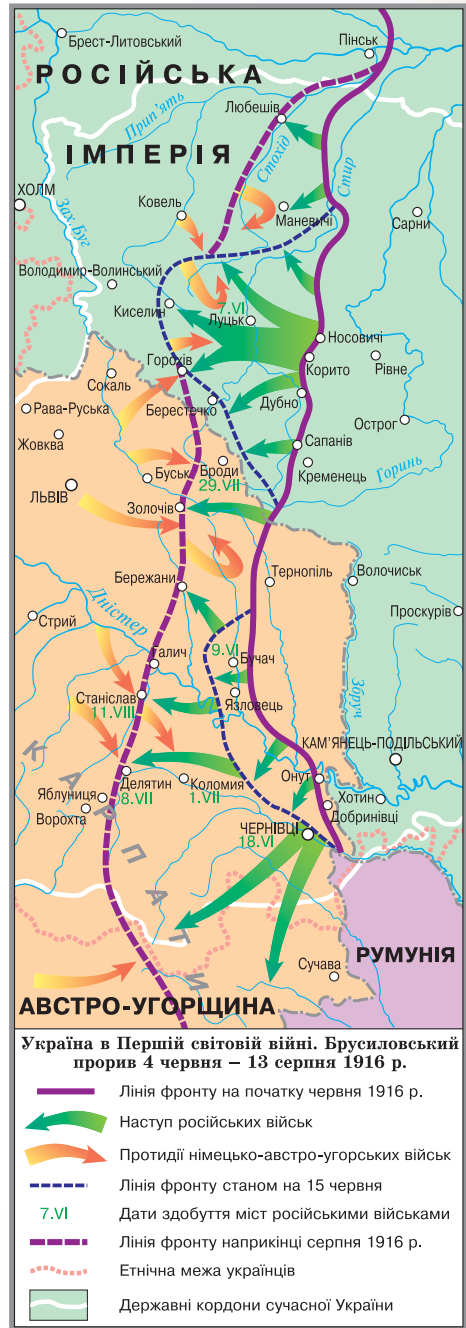 Брест-Литовський
Пінськ
РОСІЙСЬКА
Прип'ять
Любешів
ІМПЕРІЯ
Стохід
Стир
ХОЛМ
Ковель
Маневичі
Сарни
Зах. Буг
Володимир-Волинський
Киселин
7.VI
Луцьк
Носовичі
Горохів
Корито
Рівне
Сокаль
Дубно
Рава-Руська
Берестечко
Острог
Жовква
Сапанів
Броди
Кременець
Горинь
Буськ
29.VII
ЛЬВІВ
Золочів
Бережани
Тернопіль
Волочиськ
Дністер
Стрий
Проскурів
9.VI
Галич
Бучач
Збруч
Станіслав
11.VIII
Язловець
КАМ'ЯНЕЦЬ-ПОДІЛЬСЬКИЙ
Делятин
8.VII
Коломия
1.VII
Онут
Яблуниця
Хотин
Ворохта
Добринівці
ЧЕРНІВЦІ
18.VI
КАРПАТИ
РУМУНІЯ
Сучава
АВСТРО-УГОРЩИНА
Україна в Першій світовій війні. Брусиловський
прорив 4 червня – 13 серпня 1916 р.
Лінія фронту на початку червня 1916 р.
Наступ російських військ
Протидії німецько-австро-угорських військ
Лінія фронту станом на 15 червня
7.VI Дати здобуття міст російськими військами
Лінія фронту наприкінці серпня 1916 р.
Етнічна межа українців
Державні кордони сучасної України